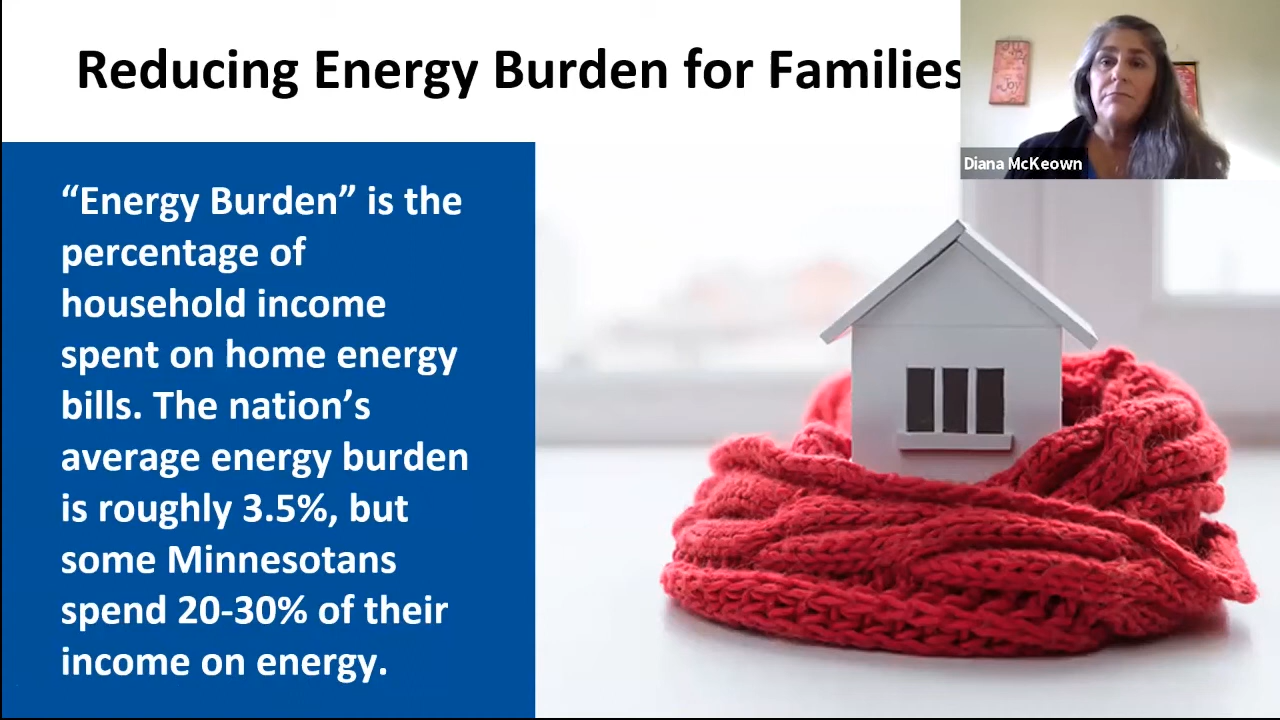 Reducing Energy Burden for Families
Joy
Diana McKeown
“Energy Burden” is the
percentage of
household income
spent on home energy
bills. The nation’s
average energy burden
is roughly 3.5%, but
some Minnesotans
spend 20-30% of their
income on energy.